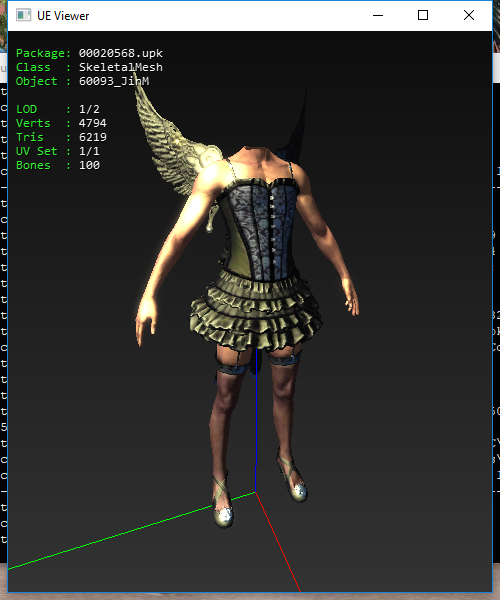 UE Viewer
Package: 00020568.upk
Class : SkeletalMesh
Object : 60093_JinM
LOD : 1/2
Verts : 4794
Tris : 6219
UV Set : 1/1
Bones : 100